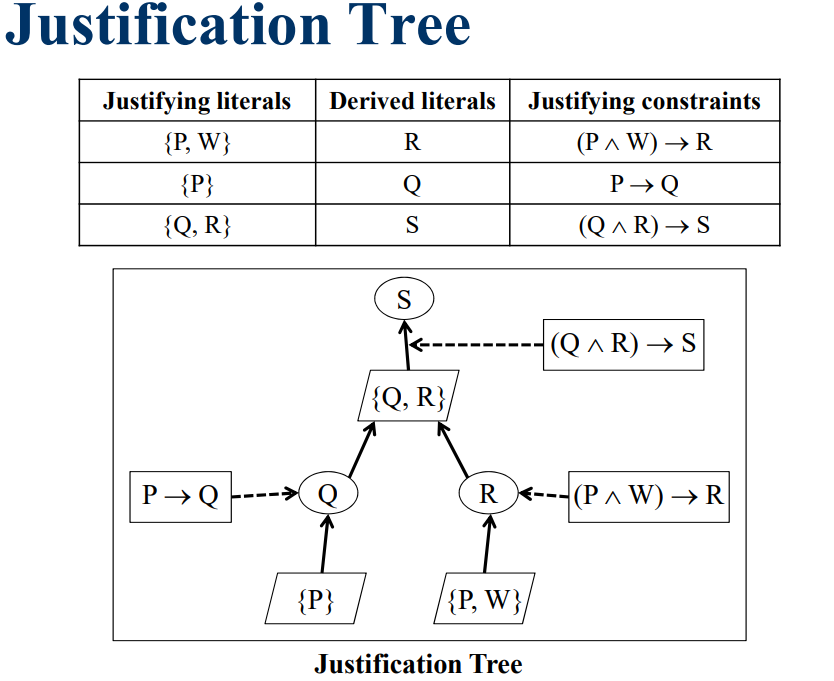 Justification Tree
Justifying literals Derived literals Justifying constraints
{P, W} R (P ∧ W) → R
{P} Q P → Q
{Q, R} S (Q ∧ R) → S
S
(Q ∧ R) → S
{Q, R}
P → Q Q R (P ∧ W) → R
{P} {P, W}
Justification Tree